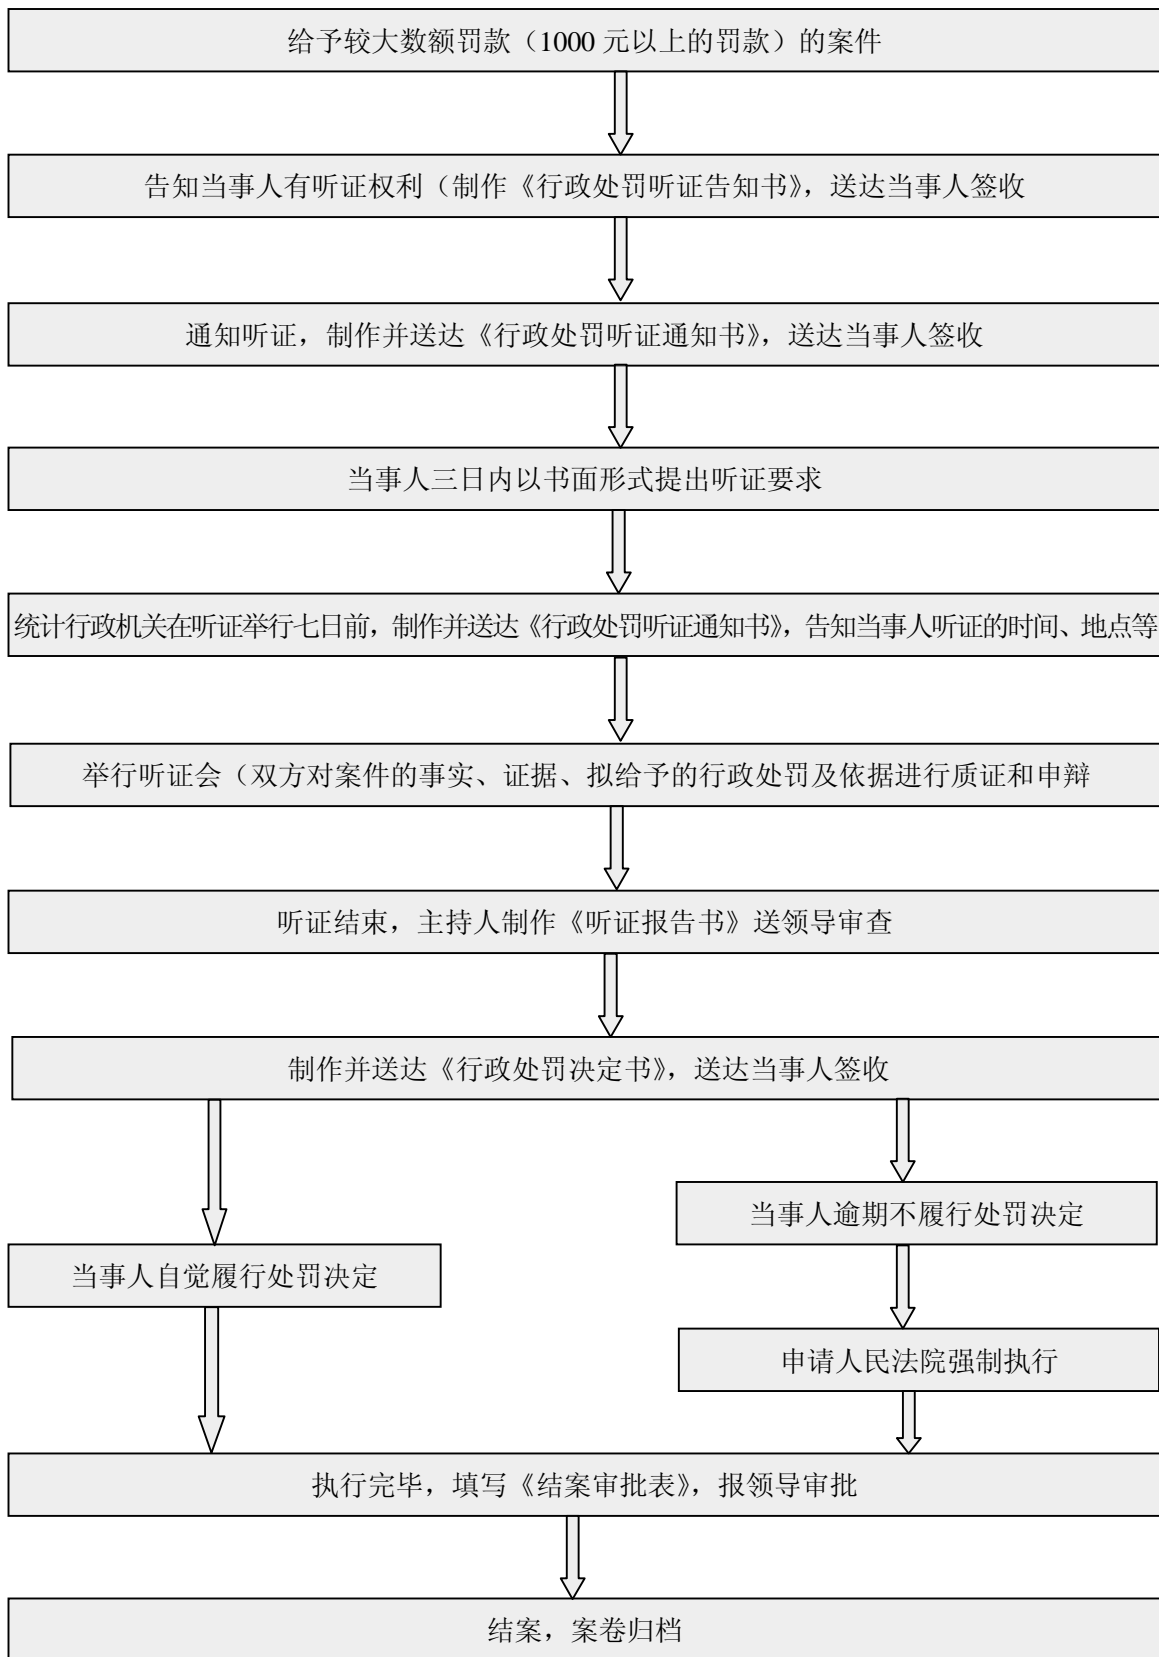 给予较大数额罚款（1000 元以上的罚款）的案件
告知当事人有听证权利（制作《行政处罚听证告知书》，送达当事人签收
通知听证，制作并送达《行政处罚听证通知书》，送达当事人签收
当事人三日内以书面形式提出听证要求
统计行政机关在听证举行七日前，制作并送达《行政处罚听证通知书》，告知当事人听证的时间、地点等
举行听证会（双方对案件的事实、证据、拟给予的行政处罚及依据进行质证和申辩
听证结束，主持人制作《听证报告书》送领导审查
制作并送达《行政处罚决定书》，送达当事人签收
当事人逾期不履行处罚决定
当事人自觉履行处罚决定
申请人民法院强制执行
执行完毕，填写《结案审批表》，报领导审批
结案，案卷归档